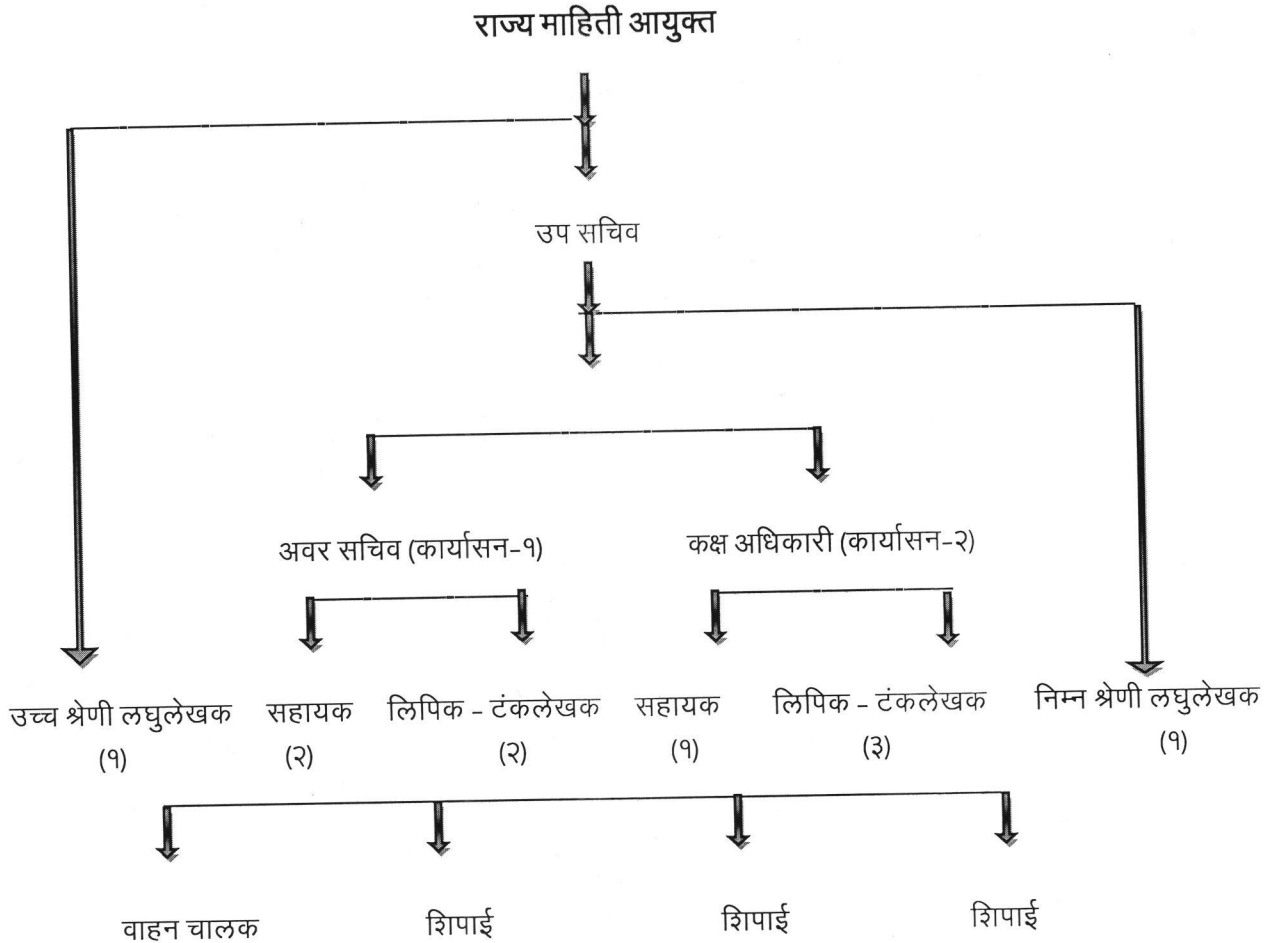 राज्य माहिती आयुक्त
उप सचिव
अवर सचिव (कार्यासन-१) कक्ष अधिकारी (कार्यासन-२)
उच्च श्रेणी लघुलेखक सहायक लिपिक - टंकलेखक सहायक लिपिक - टंकलेखक निम्न श्रेणी लघुलेखक
(१) (२) (२) (१) (३) (१)
वाहन चालक शिपाई शिपाई शिपाई